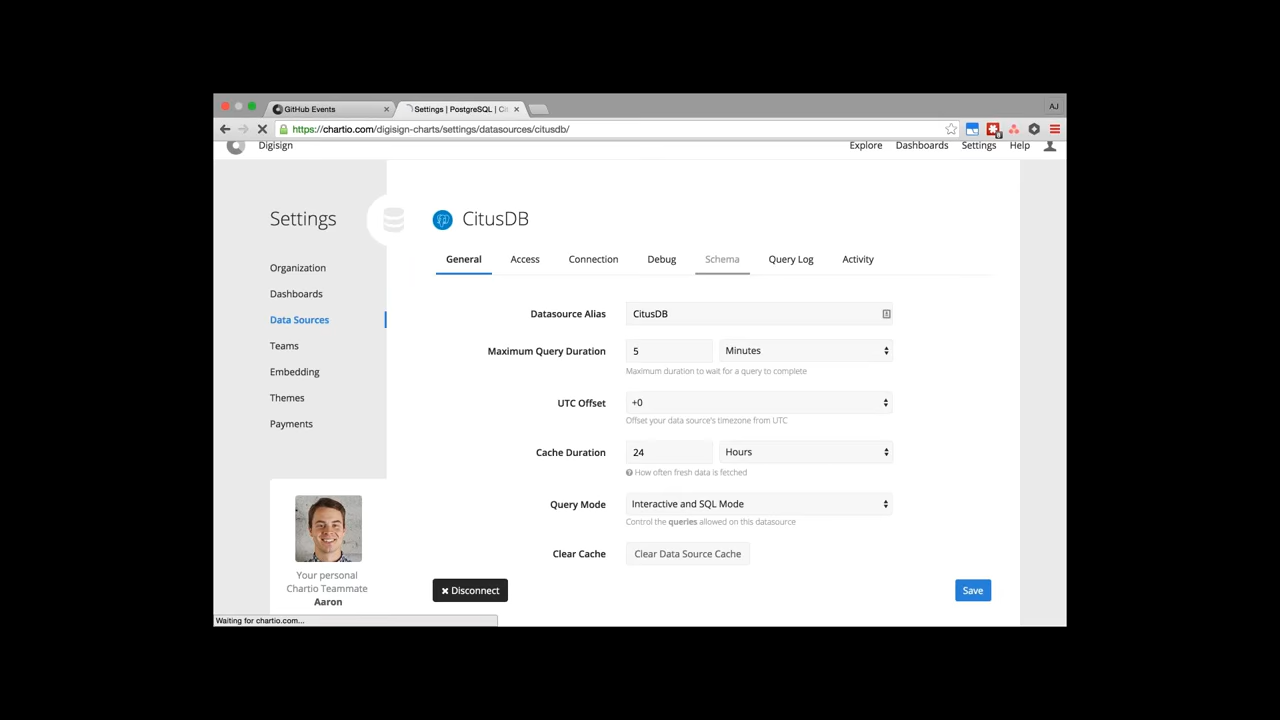 GitHub Events
Settings | PostgreSQL | Ci
AJ
https://chartio.com/digisign-charts/settings/datasources/citusdb/
Digisign
Explore Dashboards Settings Help
Settings
Organization
Dashboards
Data Sources
Teams
Embedding
Themes
Payments
Your personal
Chartio Teammate
Aaron
CitusDB
General Access Connection Debug Schema Query Log Activity
Datasource Alias CitusDB
Maximum Query Duration 5 Minutes
Maximum duration to wait for a query to complete
UTC Offset +0
Offset your data source's timezone from UTC
Cache Duration 24 Hours
How often fresh data is fetched
Query Mode Interactive and SQL Mode
Control the queries allowed on this datasource
Clear Cache Clear Data Source Cache
Disconnect Save
Waiting for chartio.com...